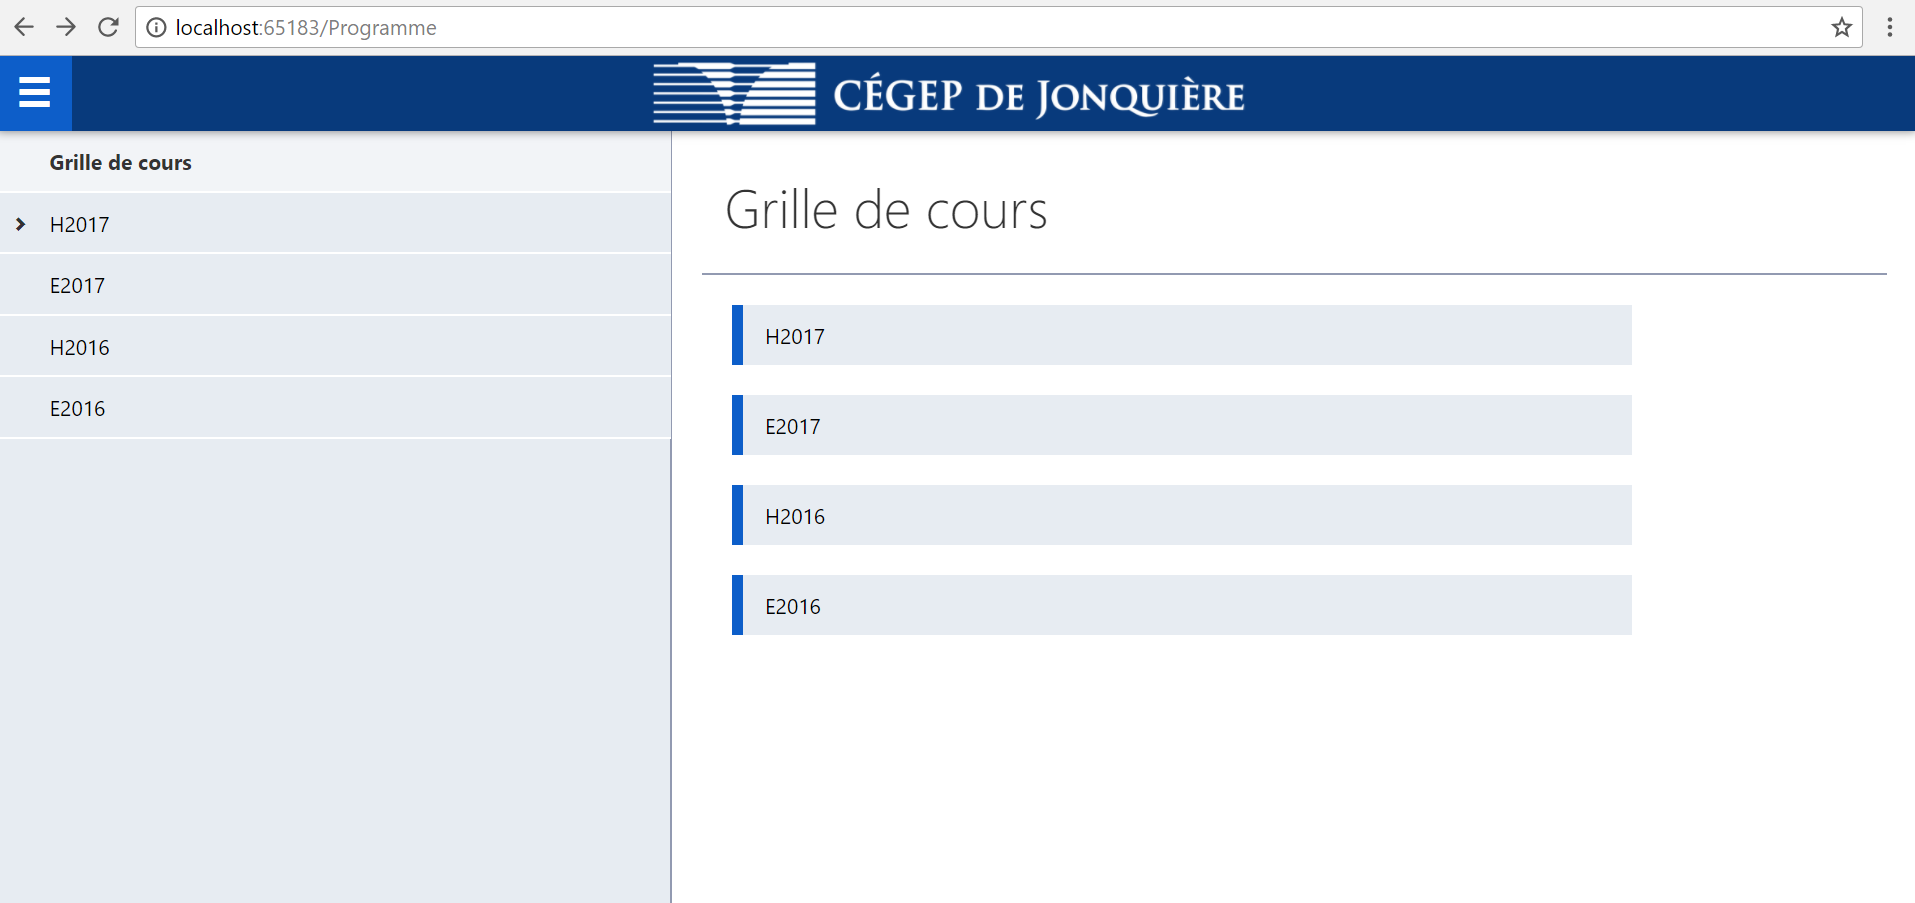 localhost:65183/Programme
CÉGEP DE JONQUIÈRE
Grille de cours
H2017
E2017
H2016
E2016
Grille de cours
H2017
E2017
H2016
E2016